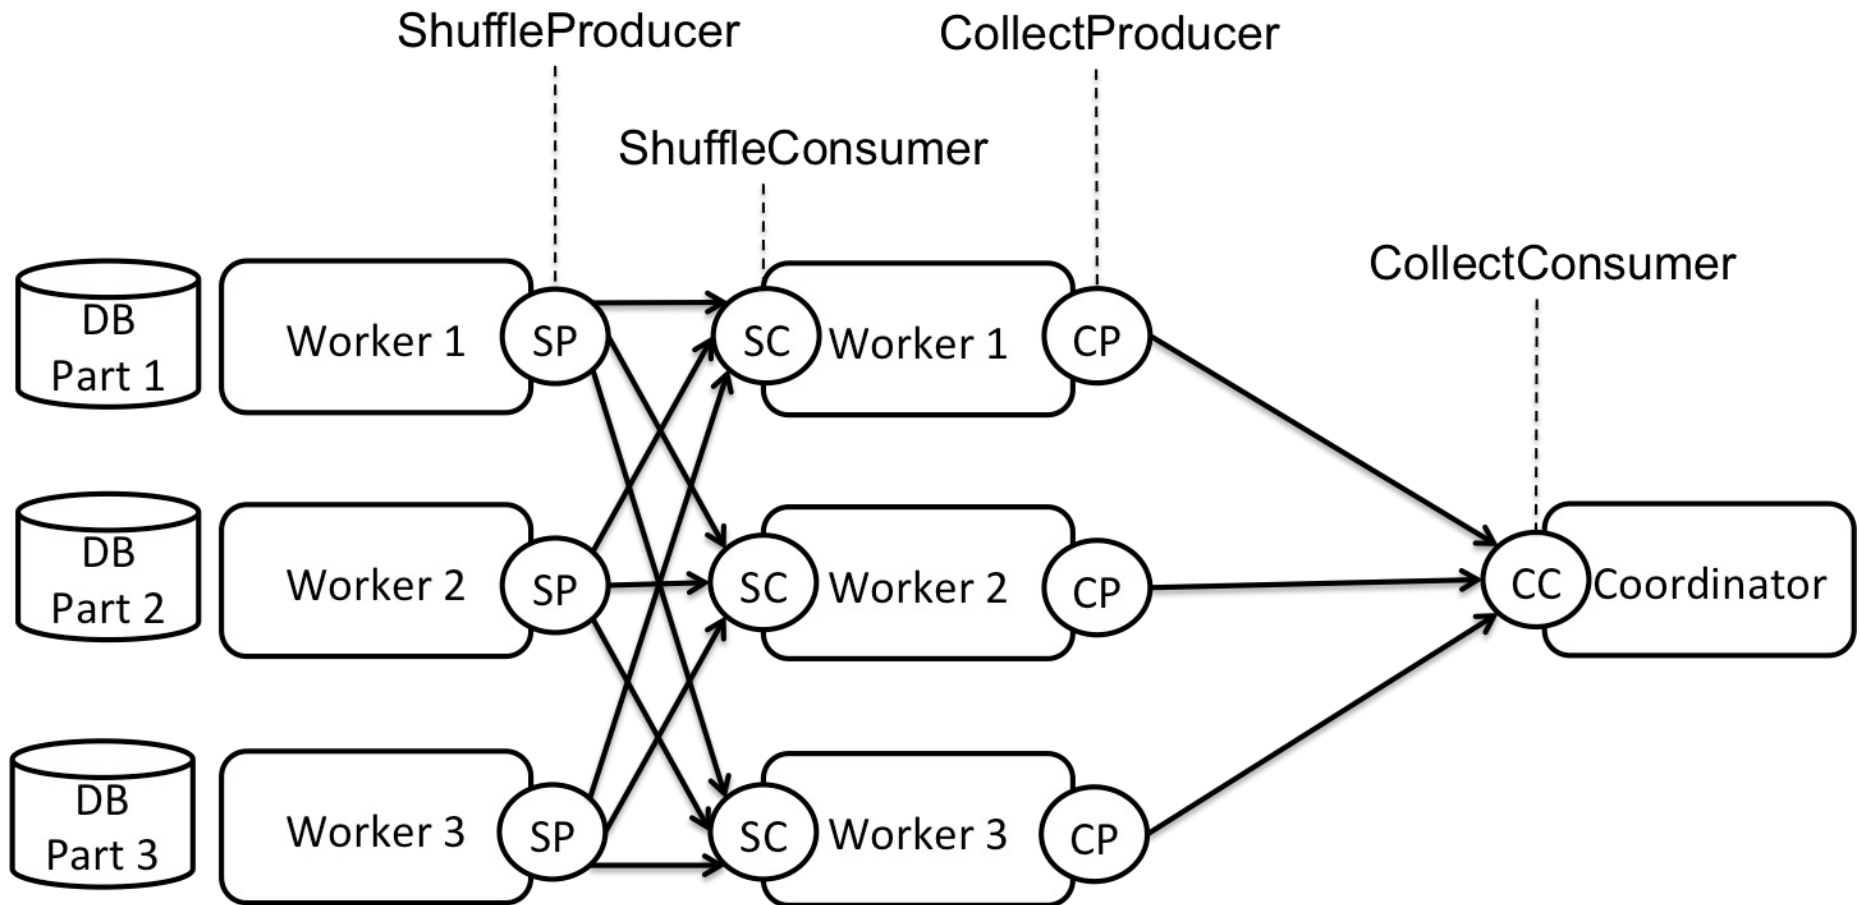 ShuffleProducer
CollectProducer
ShuffleConsumer
CollectConsumer
DB
Part 1
Worker 1
SP
SC
Worker 1
CP
DB
Part 2
Worker 2
SP
SC
Worker 2
CP
CC
Coordinator
DB
Part 3
Worker 3
SP
SC
Worker 3
CP